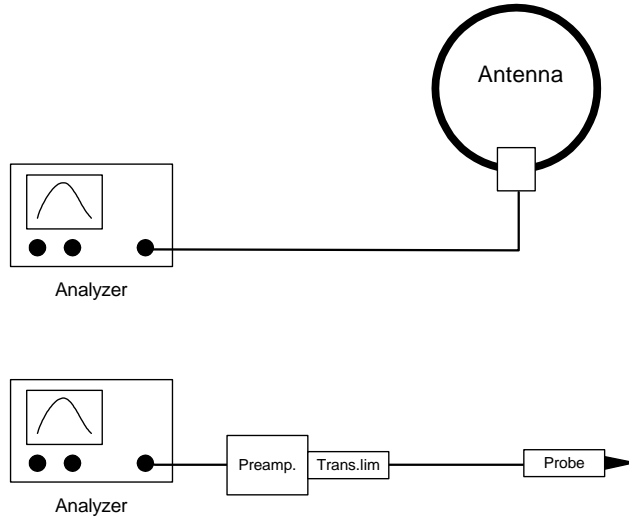 Antenna
Analyzer
Preamp.
Trans.lim
Probe
Analyzer